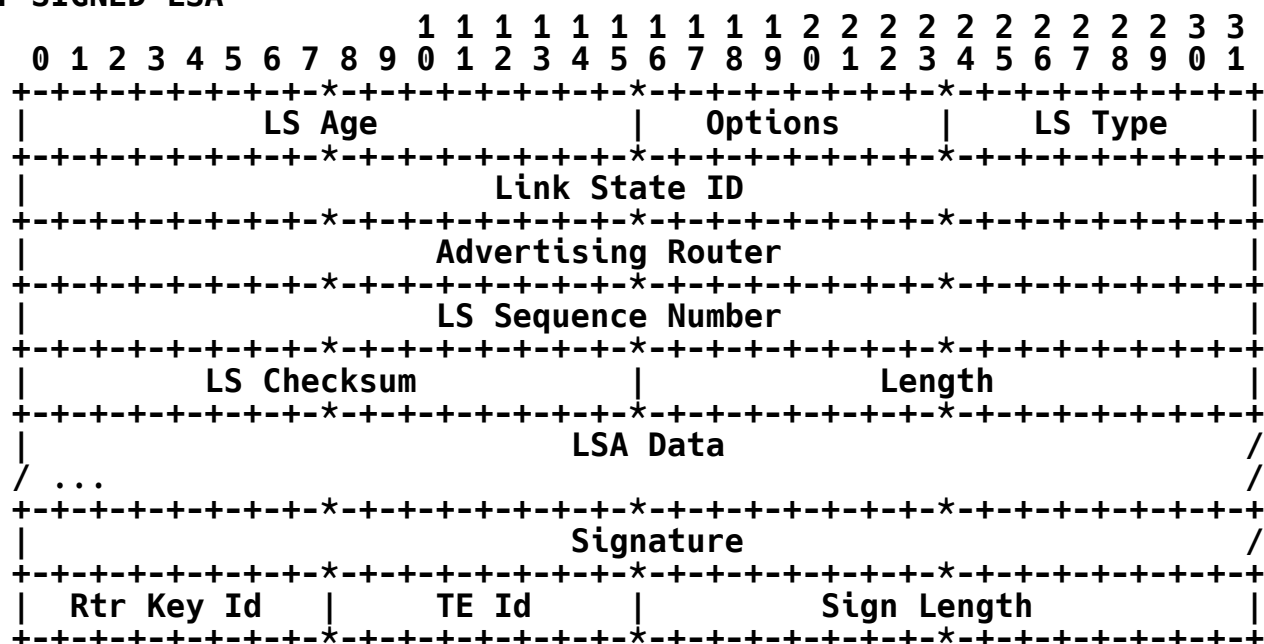 SIGNED LSA
                     1 1 1 1 1 1 1 1 1 1 2 2 2 2 2 2 2 2 2 2 3 3
 0 1 2 3 4 5 6 7 8 9 0 1 2 3 4 5 6 7 8 9 0 1 2 3 4 5 6 7 8 9 0 1
+-+-+-+-+-+-+-+-*-+-+-+-+-+-+-+-*-+-+-+-+-+-+-+-*-+-+-+-+-+-+-+-+
|            LS Age             |   Options     |    LS Type    |
+-+-+-+-+-+-+-+-*-+-+-+-+-+-+-+-*-+-+-+-+-+-+-+-*-+-+-+-+-+-+-+-+
|                        Link State ID                          |
+-+-+-+-+-+-+-+-*-+-+-+-+-+-+-+-*-+-+-+-+-+-+-+-*-+-+-+-+-+-+-+-+
|                     Advertising Router                        |
+-+-+-+-+-+-+-+-*-+-+-+-+-+-+-+-*-+-+-+-+-+-+-+-*-+-+-+-+-+-+-+-+
|                     LS Sequence Number                        |
+-+-+-+-+-+-+-+-*-+-+-+-+-+-+-+-*-+-+-+-+-+-+-+-*-+-+-+-+-+-+-+-+
|         LS Checksum           |            Length             |
+-+-+-+-+-+-+-+-*-+-+-+-+-+-+-+-*-+-+-+-+-+-+-+-*-+-+-+-+-+-+-+-+
|                            LSA Data                           /
/ ...                                                           /
+-+-+-+-+-+-+-+-*-+-+-+-+-+-+-+-*-+-+-+-+-+-+-+-*-+-+-+-+-+-+-+-+
|                            Signature                          /
+-+-+-+-+-+-+-+-*-+-+-+-+-+-+-+-*-+-+-+-+-+-+-+-*-+-+-+-+-+-+-+-+
|  Rtr Key Id   |     TE Id     |         Sign Length           |
+-+-+-+-+-+-+-+-*-+-+-+-+-+-+-+-*-+-+-+-+-+-+-+-*-+-+-+-+-+-+-+-+